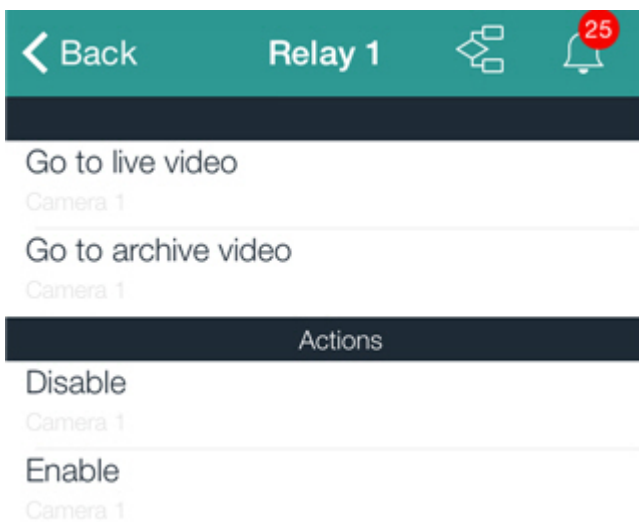 Back
Relay 1
25
Go to live video
Camera 1
Go to archive video
Camera 1
Actions
Disable
Camera 1
Enable
Camera 1